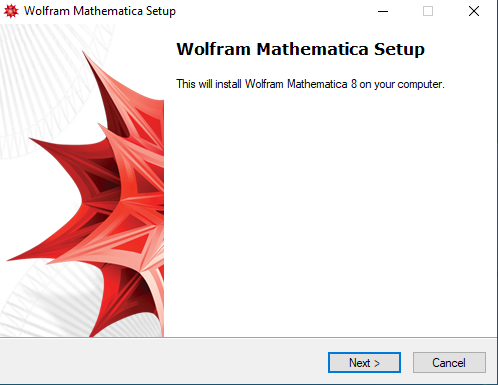 Wolfram Mathematica Setup
Wolfram Mathematica Setup
This will install Wolfram Mathematica 8 on your computer.
Next >
Cancel